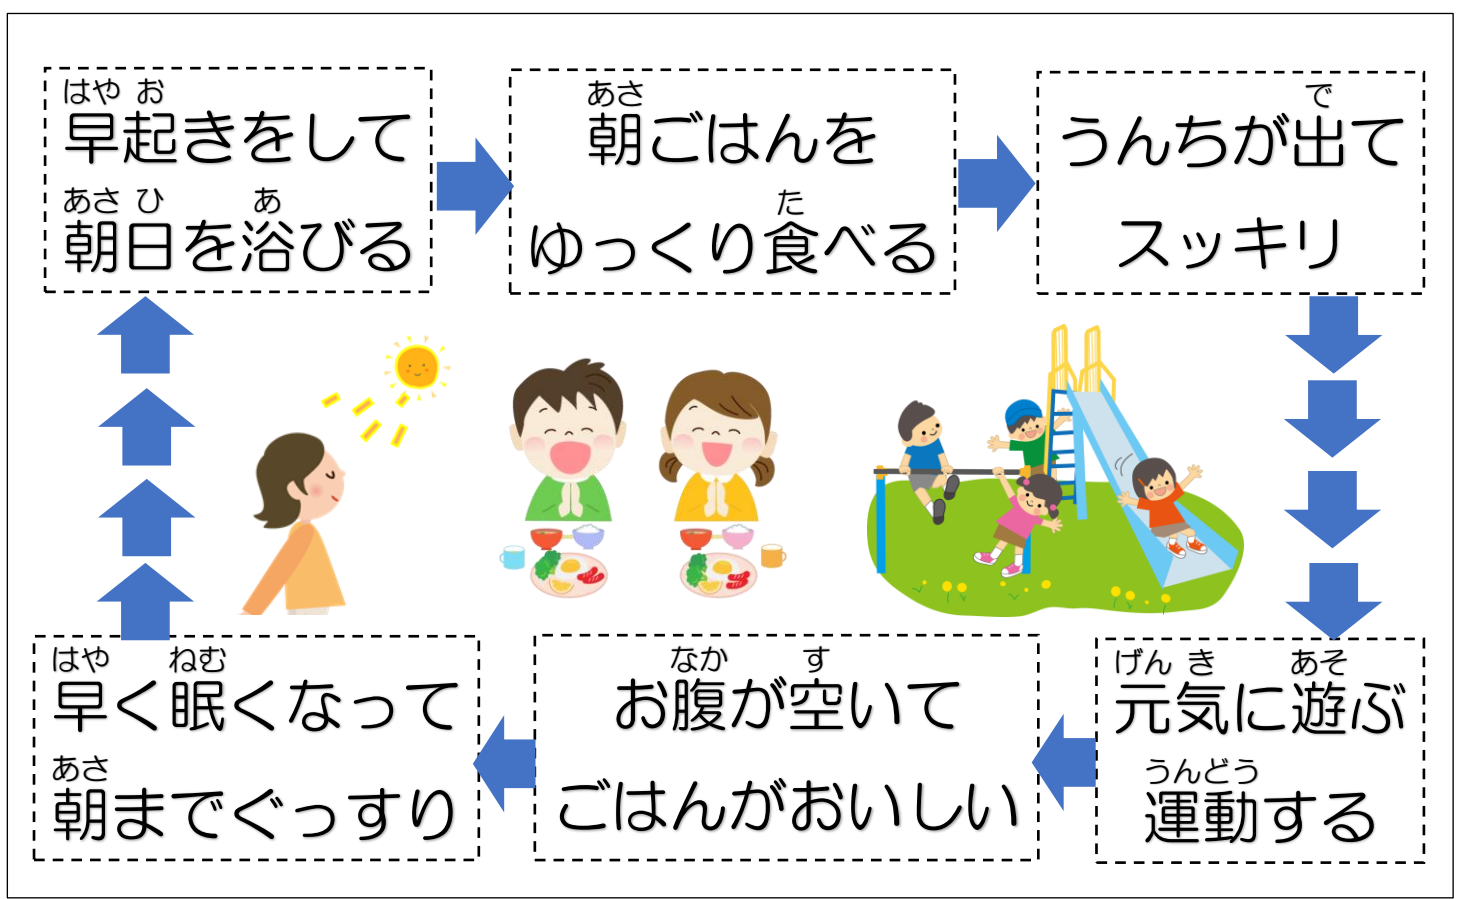 はや お
早起きをして
あさ ひ あ
朝日を浴びる
あさ
朝ごはんを
た
ゆっくり食べる
で
うんちが出て
スッキリ
げん き あそ
元気に遊ぶ
うんどう
運動する
なか す
お腹が空いて
ごはんがおいしい
はや ねむ
早く眠くなって
あさ
朝までぐっすり